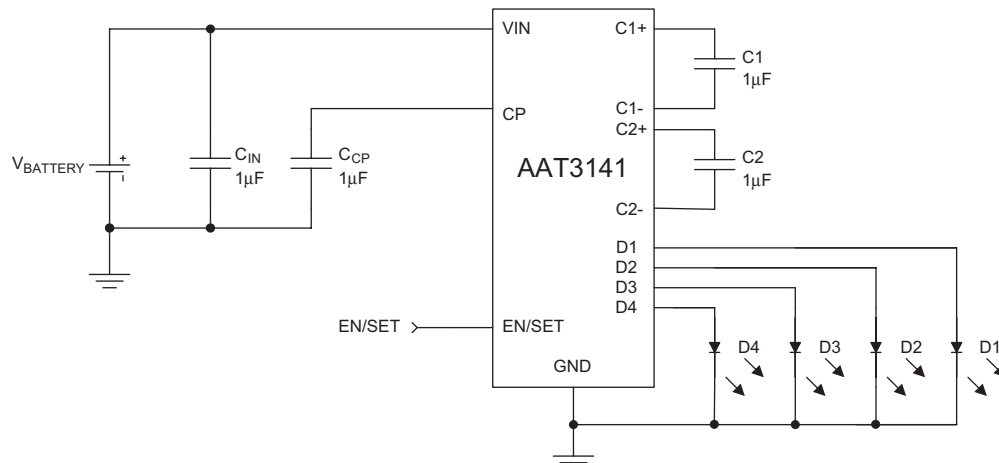 VIN
C1+
C1
1μF
C1-
CP
C2+
C2
1μF
C2-
AAT3141
VBATTERY
+
-
CIN
1μF
CCP
1μF
D1
D2
D3
D4
EN/SET
EN/SET
GND
D4
D3
D2
D1